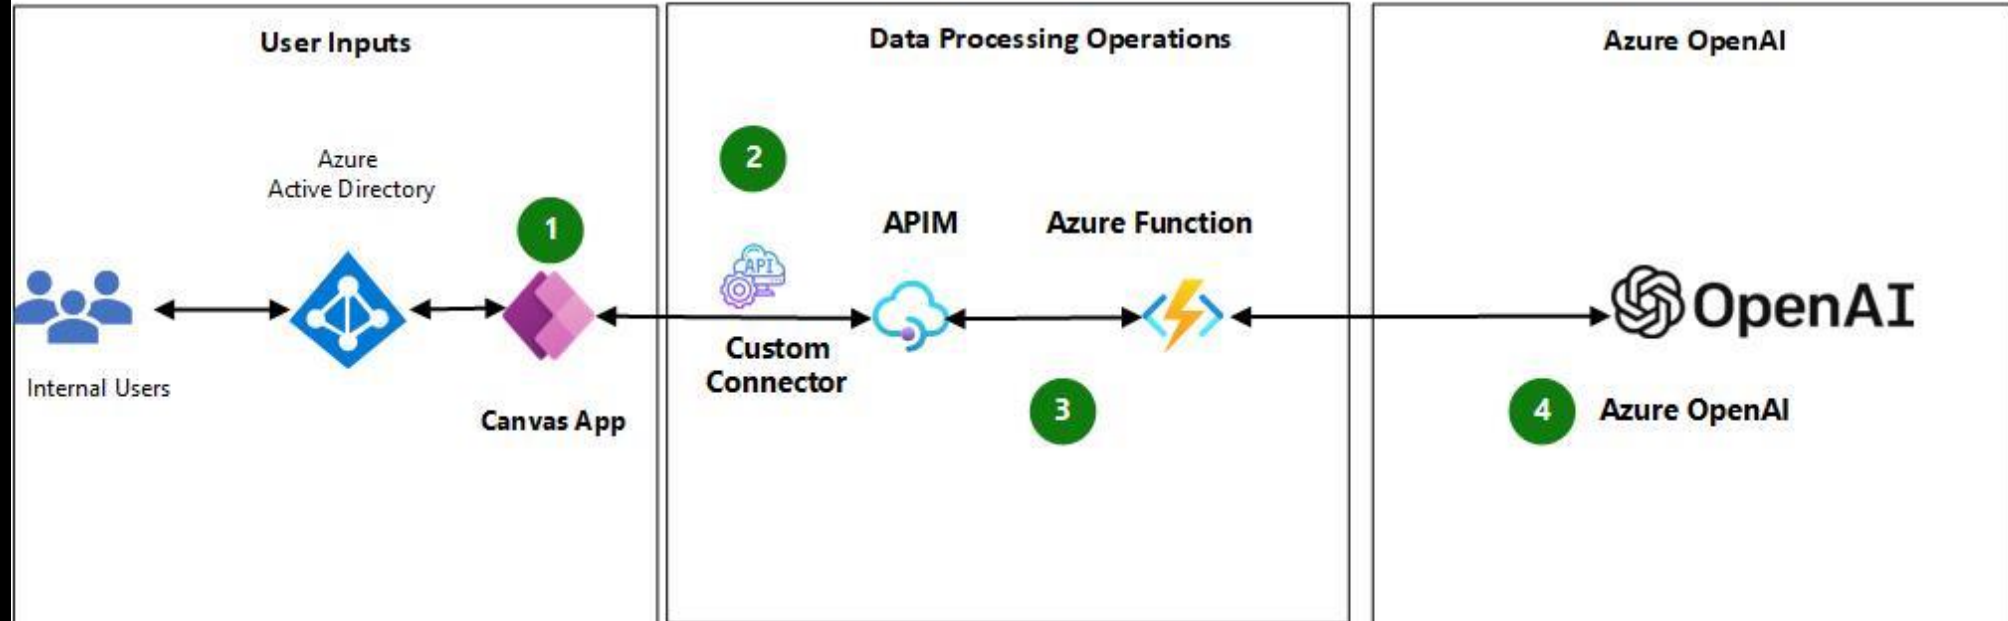 User Inputs
Azure
Active Directory
1
Internal Users
Canvas App
Data Processing Operations
2
API
Custom
Connector
APIM
Azure Function
3
Azure OpenAI
OpenAI
4
Azure OpenAI